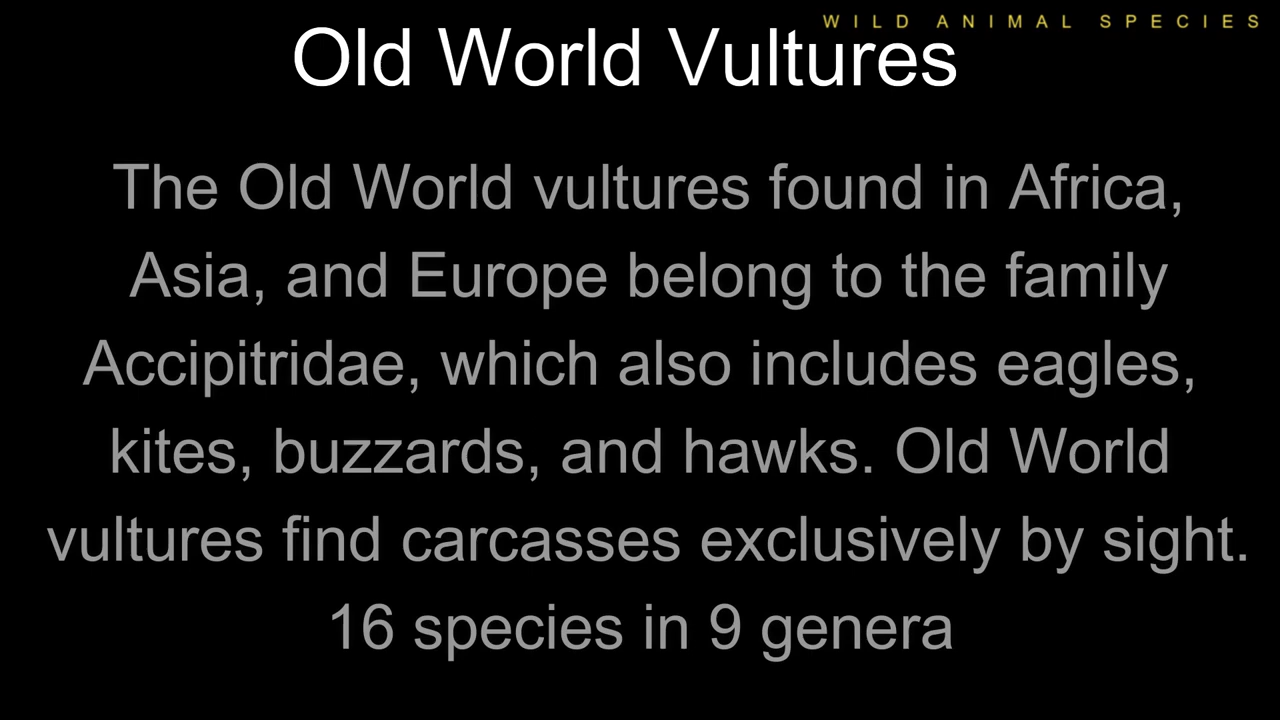 WILD ANIMAL SPECIES
Old World Vultures
The Old World vultures found in Africa,
Asia, and Europe belong to the family
Accipitridae, which also includes eagles,
kites, buzzards, and hawks. Old World
vultures find carcasses exclusively by sight.
16 species in 9 genera